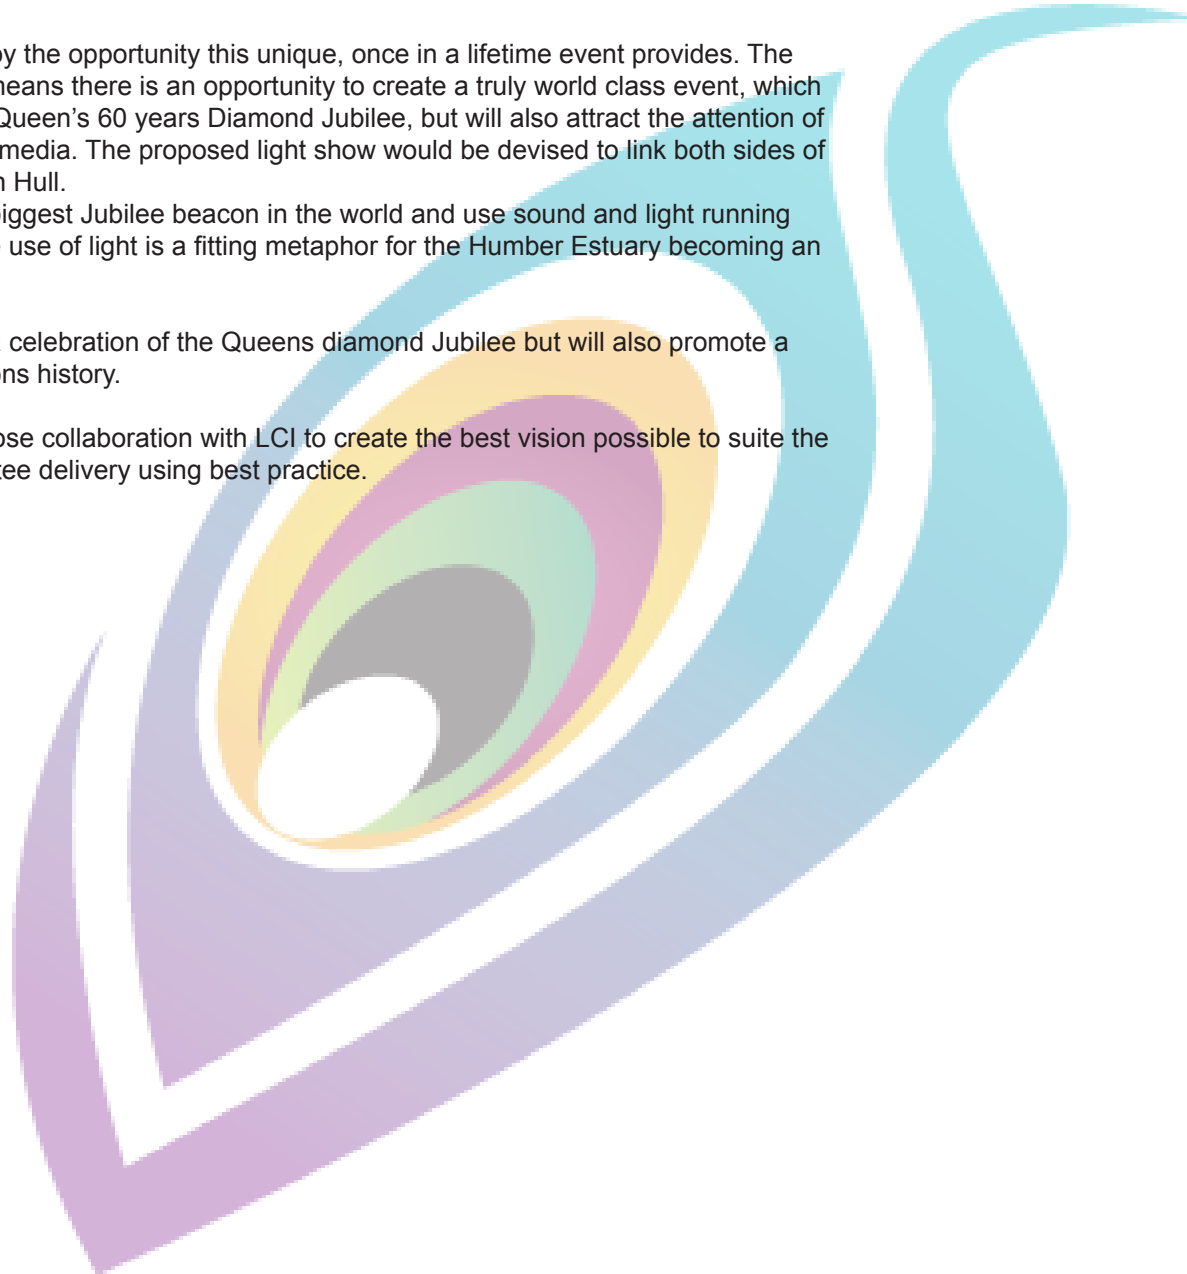 by the opportunity this unique, once in a lifetime event provides. The
means there is an opportunity to create a truly world class event, which
Queen's 60 years Diamond Jubilee, but will also attract the attention of
media. The proposed light show would be devised to link both sides of
Hull.
biggest Jubilee beacon in the world and use sound and light running
use of light is a fitting metaphor for the Humber Estuary becoming an
celebration of the Queens diamond Jubilee but will also promote a
ons history.
ose collaboration with LCI to create the best vision possible to suite the
tee delivery using best practice.